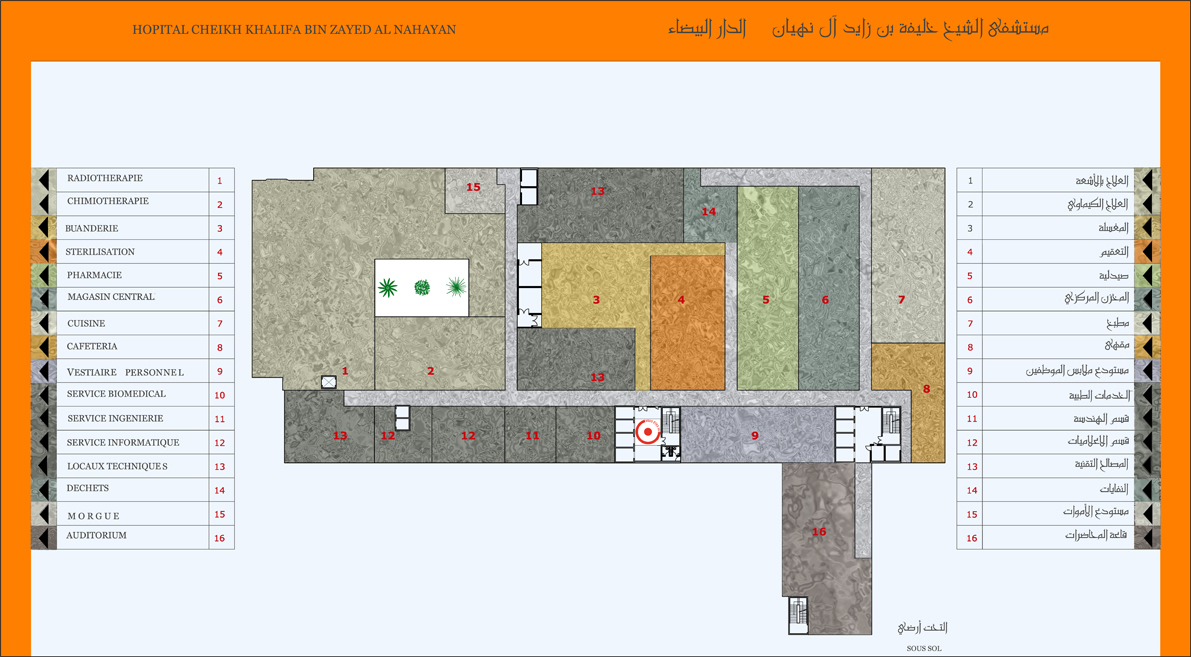 HOPITAL CHEIKH KHALIFA BIN ZAYED AL NAHAYAN
مستشفى الشيخ خليفة بن زايد آل نهيان الدار البيضاء
RADIOTHERAPIE 1
CHIMIOTHERAPIE 2
BUANDERIE 3
STERILISATION 4
PHARMACIE 5
MAGASIN CENTRAL 6
CUISINE 7
CAFETERIA 8
VESTIAIRE PERSONNEL 9
SERVICE BIOMEDICAL 10
SERVICE INGENIERIE 11
SERVICE INFORMATIQUE 12
LOCAUX TECHNIQUES 13
DECHETS 14
MORGUE 15
AUDITORIUM 16
15
13
14
3
4
5
6
7
1
2
13
8
13
12
12
11
10
9
16
1 العلاج بالأشعة
2 العلاج الكيماوي
3 المغسلة
4 التعقيم
5 صيدلية
6 المخزن المركزي
7 مطبخ
8 مقهى
9 مستودع ملابس الموظفين
10 الخدمات الطبية
11 قسم الهندسة
12 قسم الإعلاميات
13 المصالح التقنية
14 النفايات
15 مستودع الأموات
16 قاعة المحاضرات
التحت أرضي
SOUS SOL